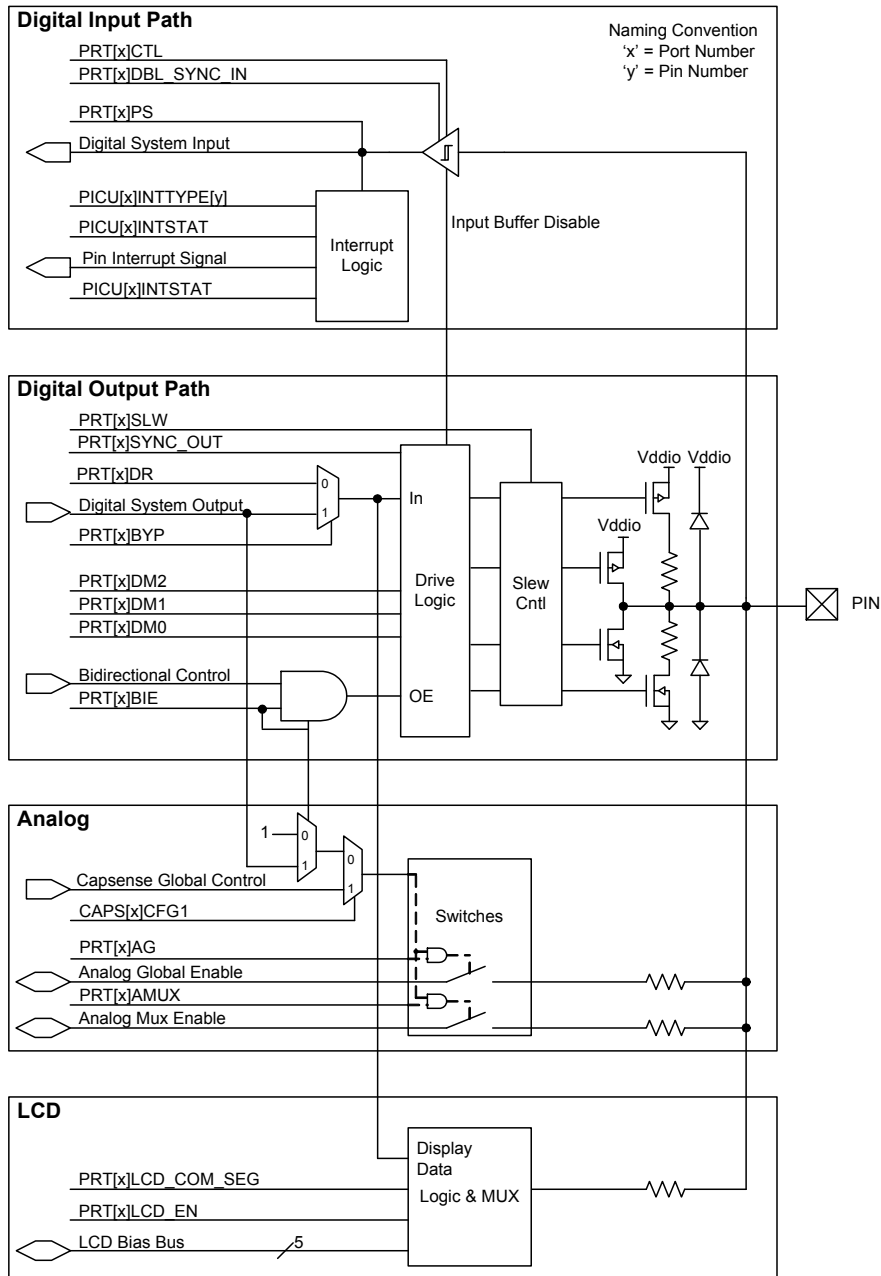 Digital Input Path
Naming Convention
‘x’ = Port Number
‘y’ = Pin Number
PRT[x]CTL
PRT[x]DBL_SYNC_IN
PRT[x]PS
Digital System Input
PICU[x]INTTYPE[y]
PICU[x]INTSTAT
Pin Interrupt Signal
PICU[x]INTSTAT
Interrupt
Logic
Input Buffer Disable
Digital Output Path
PRT[x]SLW
PRT[x]SYNC_OUT
PRT[x]DR
Digital System Output
PRT[x]BYP
0
1
PRT[x]DM2
PRT[x]DM1
PRT[x]DM0
Bidirectional Control
PRT[x]BIE
In
Drive
Logic
OE
Slew
Cntl
Vddio
Vddio
Vddio
PIN
Analog
1
0
1
0
1
Capsense Global Control
CAPS[x]CFG1
Switches
PRT[x]AG
Analog Global Enable
PRT[x]AMUX
Analog Mux Enable
LCD
Display
Data
Logic & MUX
PRT[x]LCD_COM_SEG
PRT[x]LCD_EN
LCD Bias Bus
5